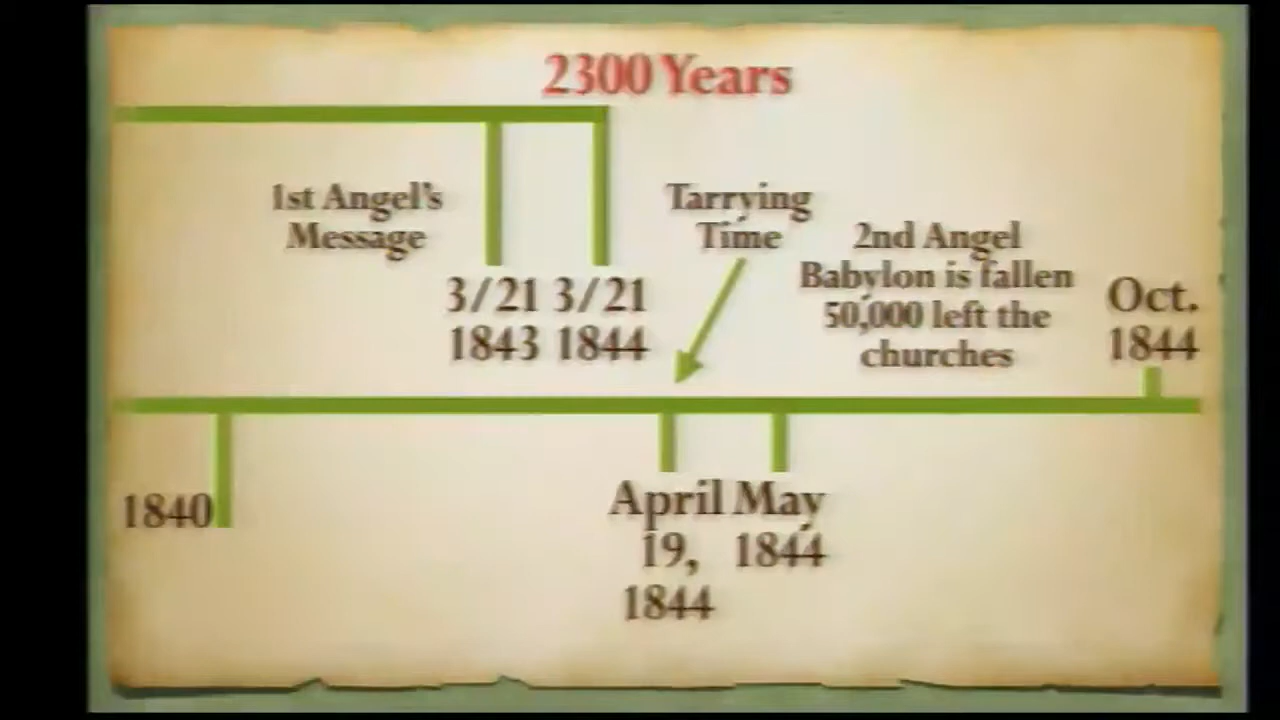 2300 Years
1st Angel's
Message
3/21 3/21
1843 1844
Tarrying
Time
2nd Angel
Babylon is fallen
50,000 left the
churches
Oct.
1844
1840
April May
19, 1844
1844